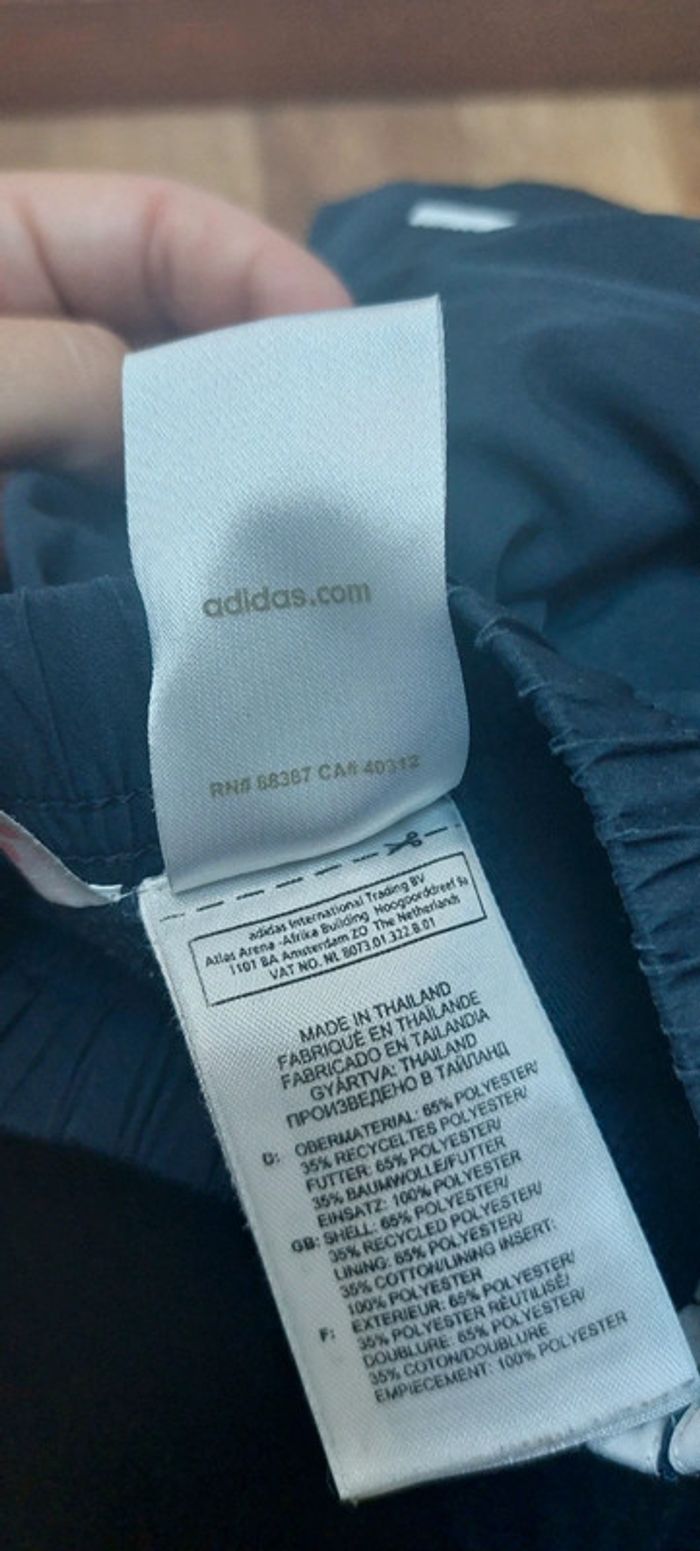 adidas.com
RN# 88387 CA# 40312
adidas International Trading BV
Atlas Arena -Afrika Building Hoogoorddreef 9a
1101 BA Amsterdam ZO The Netherlands
VAT NO. NL 8073.01.322.B.01
MADE IN THAILAND
FABRIQUÉ EN THAÏLANDE
FABRICADO EN TAILANDIA
GYÁRTVA: THAILAND
ПРОИЗВЕДЕНО В ТАЙЛАНД
D: OBERMATERIAL: 65% POLYESTER/
35% RECYCELTES POLYESTER/
FUTTER: 65% POLYESTER/
35% BAUMWOLLE/FUTTER
EINSATZ: 100% POLYESTER
GB: SHELL: 65% POLYESTER/
35% RECYCLED POLYESTER/
LINING: 65% POLYESTER/
35% COTTON/LINING INSERT:
100% POLYESTER
F: EXTERIEUR: 65% POLYESTER/
35% POLYESTER RÉUTILISÉ/
DOUBLURE: 65% POLYESTER/
35% COTON/DOUBLURE
EMPIECEMENT: 100% POLYESTER